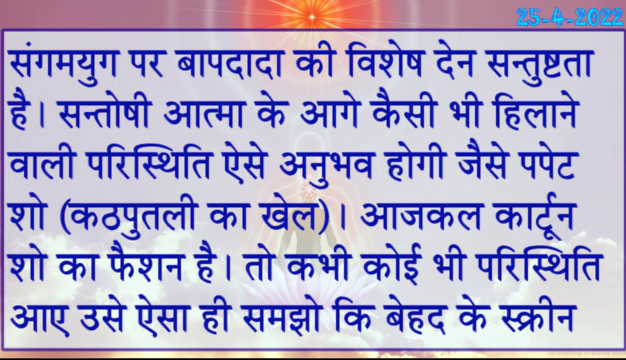 25-4-2022
संगमयुग पर बापदादा की विशेष देन सन्तुष्टता
है। सन्तोषी आत्मा के आगे कैसी भी हिलाने
वाली परिस्थिति ऐसे अनुभव होगी जैसे पपेट
शो (कठपुतली का खेल)। आजकल कार्टून
शो का फैशन है। तो कभी कोई भी परिस्थिति
आए उसे ऐसा ही समझो कि बेहद के स्क्रीन